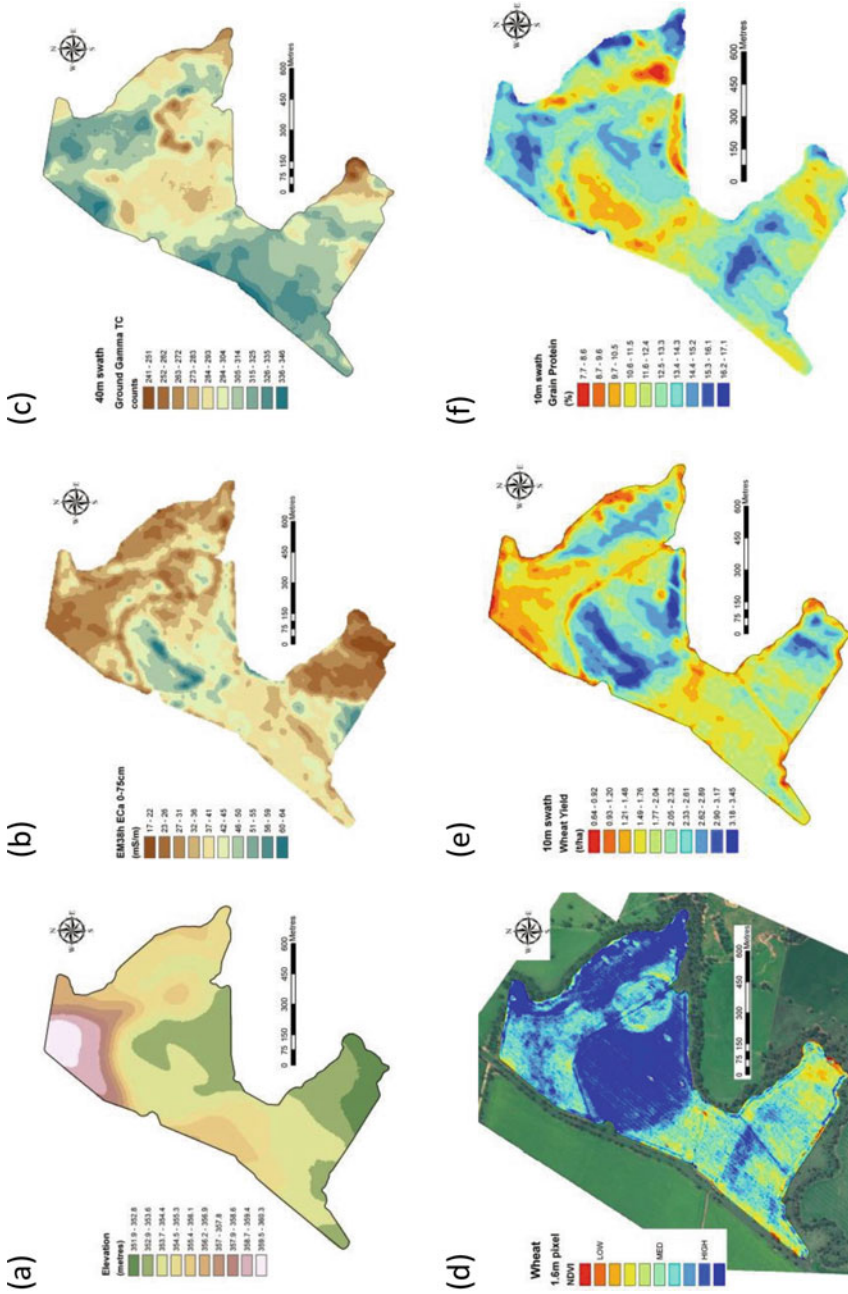 (a)
Elevation
(metres)
351.9 - 352.8
352.9 - 353.6
353.7 - 354.4
354.5 - 355.3
355.4 - 356.1
356.2 - 356.9
357 - 357.8
357.9 - 358.6
358.7 - 359.4
359.5 - 360.3
N
W E
S
0 75 150 300 450 600
Metres
(b)
EM38h ECa 0-75cm
(mS/m)
17 - 22
23 - 26
27 - 31
32 - 36
37 - 41
42 - 45
46 - 50
51 - 55
56 - 59
60 - 64
N
W E
S
0 75 150 300 450 600
Metres
(c)
40m swath
Ground Gamma TC
counts
241 - 251
252 - 262
263 - 272
273 - 283
284 - 293
294 - 304
305 - 314
315 - 325
326 - 335
336 - 346
N
W E
S
0 75 150 300 450 600
Metres
(d)
Wheat
1.6m pixel
NDVI
LOW
MED
HIGH
N
W E
S
0 75 150 300 450 600
Metres
(e)
10m swath
Wheat Yield
(t/ha)
0.64 - 0.92
0.93 - 1.20
1.21 - 1.48
1.49 - 1.76
1.77 - 2.04
2.05 - 2.32
2.33 - 2.61
2.62 - 2.89
2.90 - 3.17
3.18 - 3.45
N
W E
S
0 75 150 300 450 600
Metres
(f)
10m swath
Grain Protein
(%)
7.7 - 8.6
8.7 - 9.6
9.7 - 10.5
10.6 - 11.5
11.6 - 12.4
12.5 - 13.3
13.4 - 14.3
14.4 - 15.2
15.3 - 16.1
16.2 - 17.1
N
W E
S
0 75 150 300 450 600
Metres